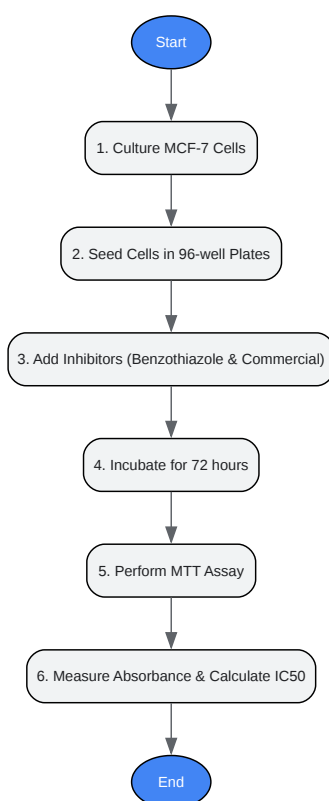 Start
1. Culture MCF-7 Cells
2. Seed Cells in 96-well Plates
3. Add Inhibitors (Benzothiazole & Commercial)
4. Incubate for 72 hours
5. Perform MTT Assay
6. Measure Absorbance & Calculate IC50
End